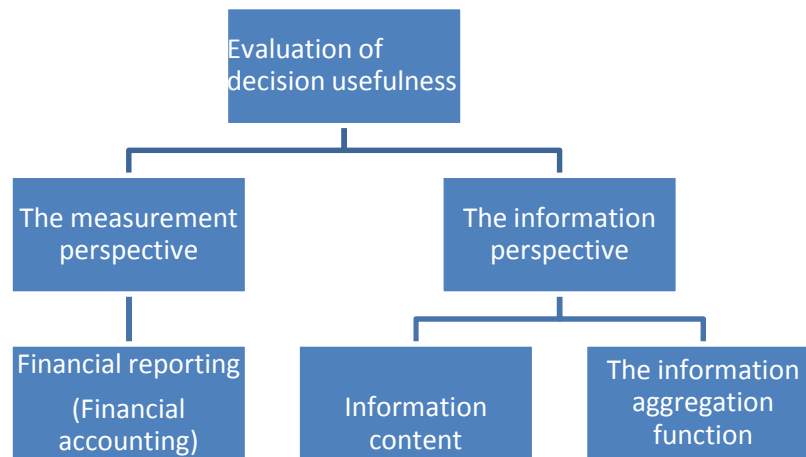 Evaluation of
decision usefulness
The measurement
perspective
The information
perspective
Financial reporting
(Financial
accounting)
Information
content
The information
aggregation
function